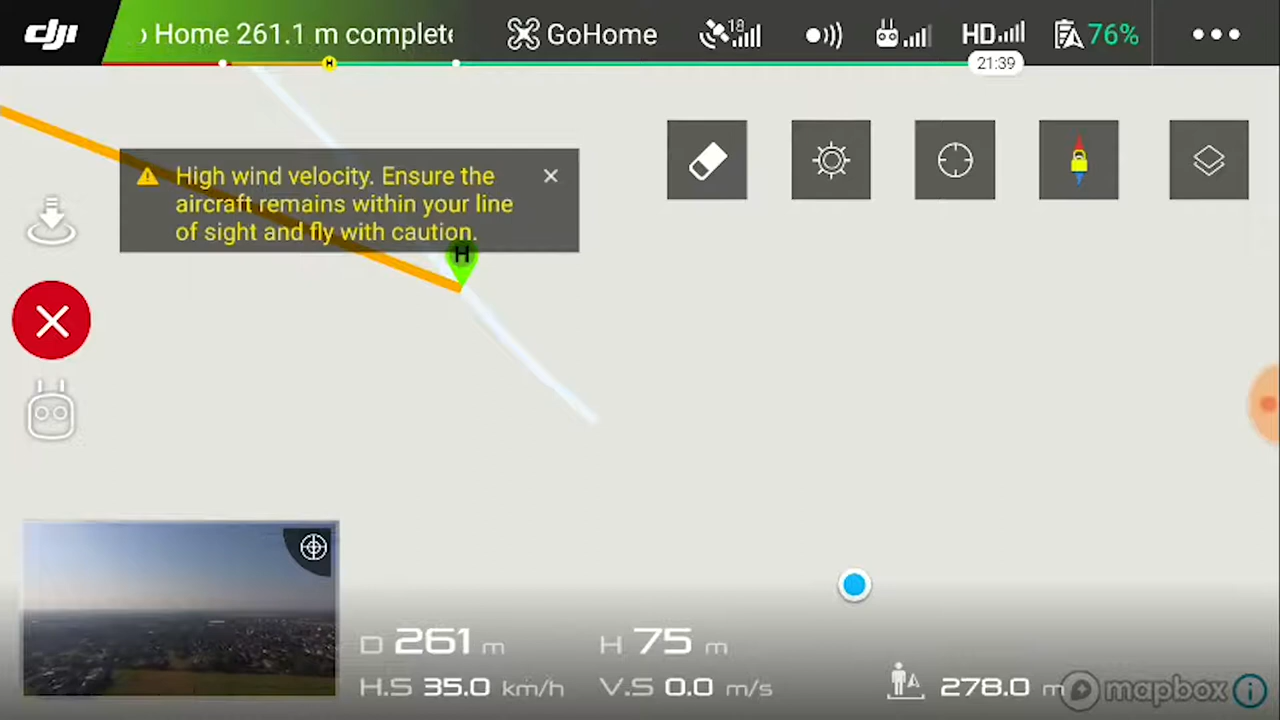 dji
Home 261.1 m complete
GoHome
18
HD
76%
H
21:39
High wind velocity. Ensure the
aircraft remains within your line
of sight and fly with caution.
H
D 261 m
H 75 m
H.S 35.0 km/h
V.S 0.0 m/s
278.0 m
mapbox